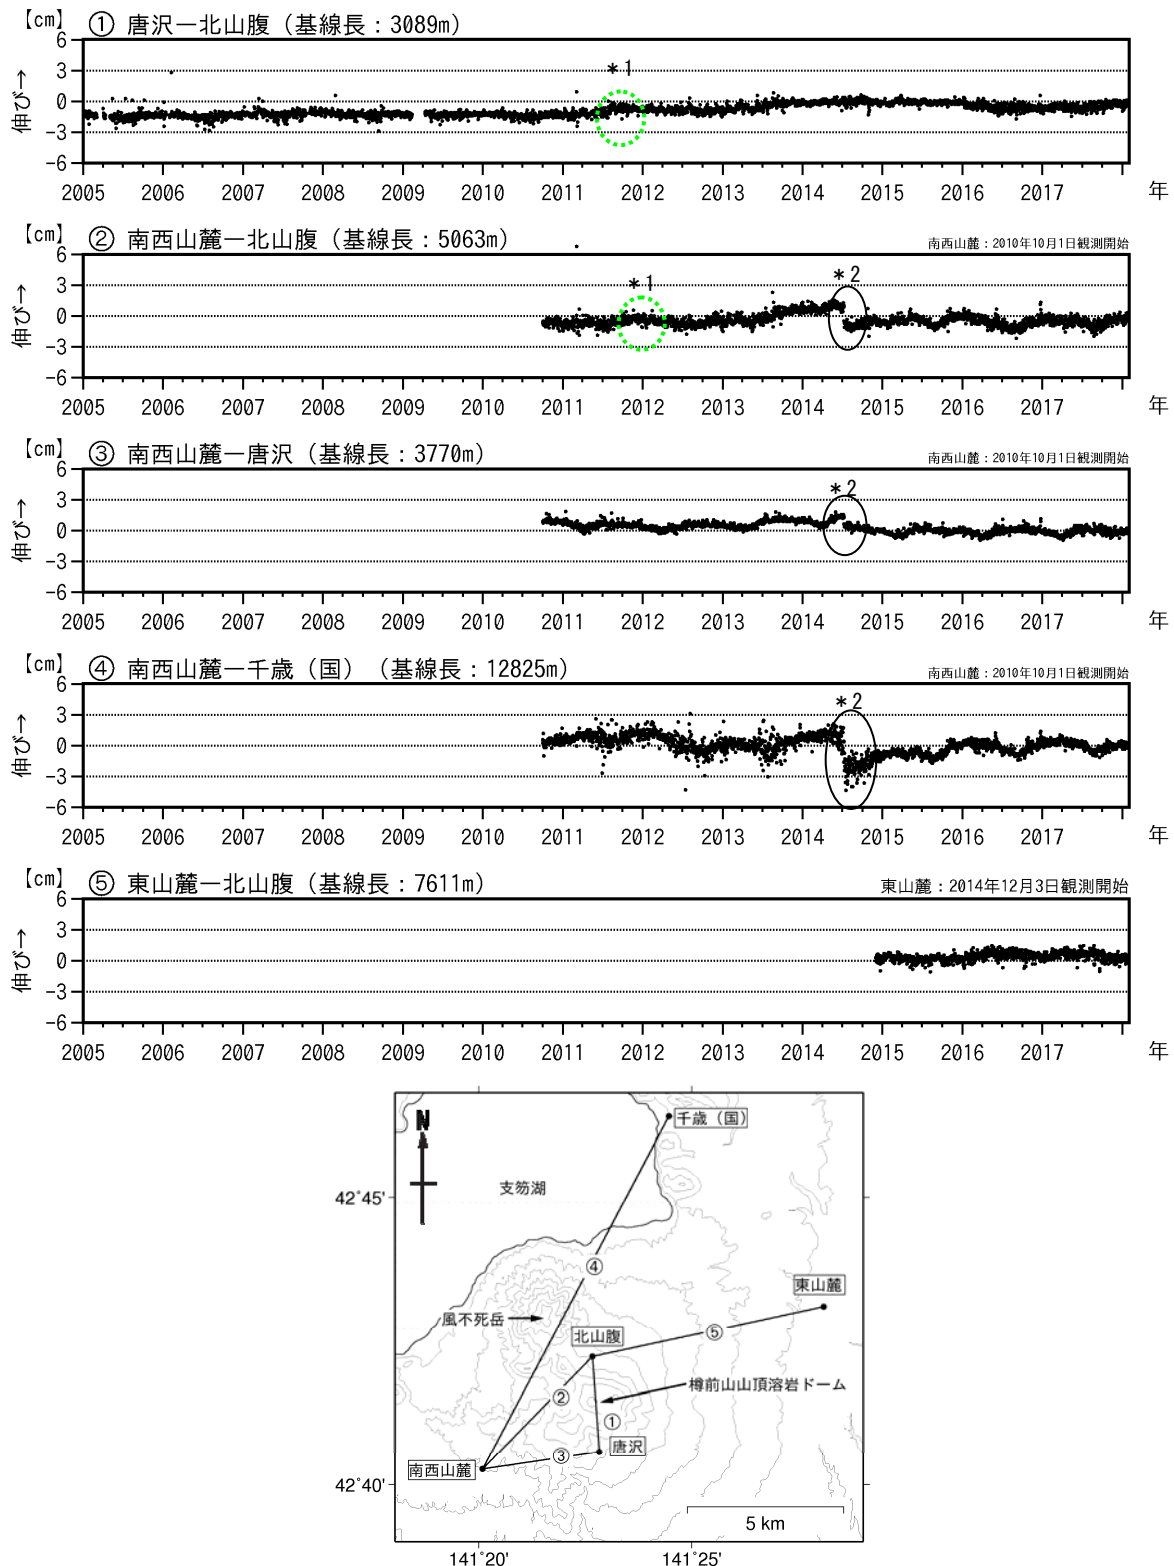 【cm】 ① 唐沢ー北山腹（基線長：3089m）
6
3
0
-3
-6
伸び→
*1
2005 2006 2007 2008 2009 2010 2011 2012 2013 2014 2015 2016 2017 年
【cm】 ② 南西山麓ー北山腹（基線長：5063m） 南西山麓：2010年10月1日観測開始
6
3
0
-3
-6
伸び→
*1 *2
2005 2006 2007 2008 2009 2010 2011 2012 2013 2014 2015 2016 2017 年
【cm】 ③ 南西山麓ー唐沢（基線長：3770m） 南西山麓：2010年10月1日観測開始
6
3
0
-3
-6
伸び→
*2
2005 2006 2007 2008 2009 2010 2011 2012 2013 2014 2015 2016 2017 年
【cm】 ④ 南西山麓ー千歳（国）（基線長：12825m） 南西山麓：2010年10月1日観測開始
6
3
0
-3
-6
伸び→
*2
2005 2006 2007 2008 2009 2010 2011 2012 2013 2014 2015 2016 2017 年
【cm】 ⑤ 東山麓ー北山腹（基線長：7611m） 東山麓：2014年12月3日観測開始
6
3
0
-3
-6
伸び→
2005 2006 2007 2008 2009 2010 2011 2012 2013 2014 2015 2016 2017 年
N
千歳（国）
支笏湖
42°45'
④
東山麓
風不死岳
北山腹
⑤
樽前山山頂溶岩ドーム
②
①
唐沢
③
南西山麓
42°40'
5 km
141°20' 141°25'